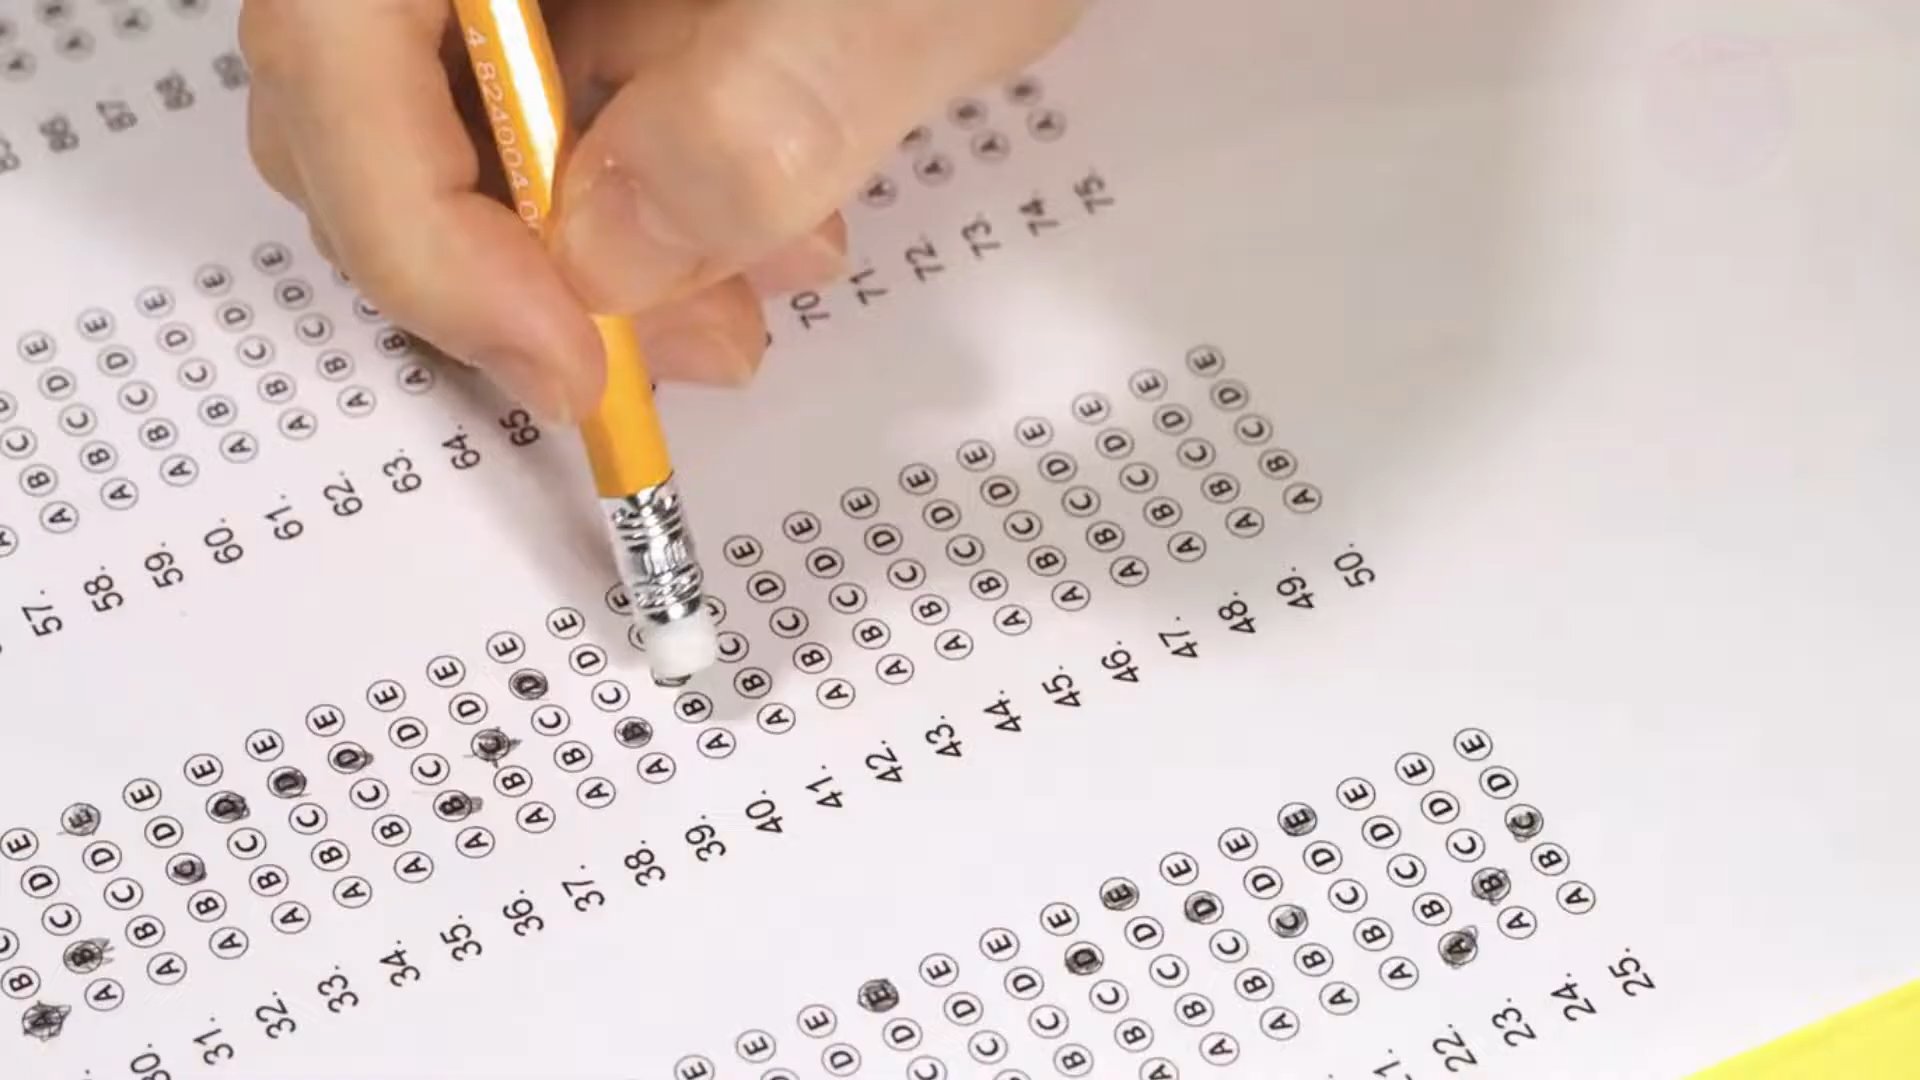 A B C D E
22. A B C D E
23. A B C D E
24. A B C D E
25. A B C D E
30. A B C D E
31. A B C D E
32. A B C D E
33. A B C D E
34. A B C D E
35. A B C D E
36. A B C D E
37. A B C D E
38. A B C D E
39. A B C D E
40. A B E
41. A B C
42. A B C D E
43. A B C D E
44. A B C D E
45. A B C D E
46. A B C D E
47. A B C D E
48. A B C D E
49. A B C D E
50. A B C D E
57. A
58. A B C D
59. A B C D E
60. A B C D E
61. A B C D E
62. A B C D E
63. A B C D E
64. A B C
65
70.
71. A
72. A
73. A
74. A
75. A
4 824004 0